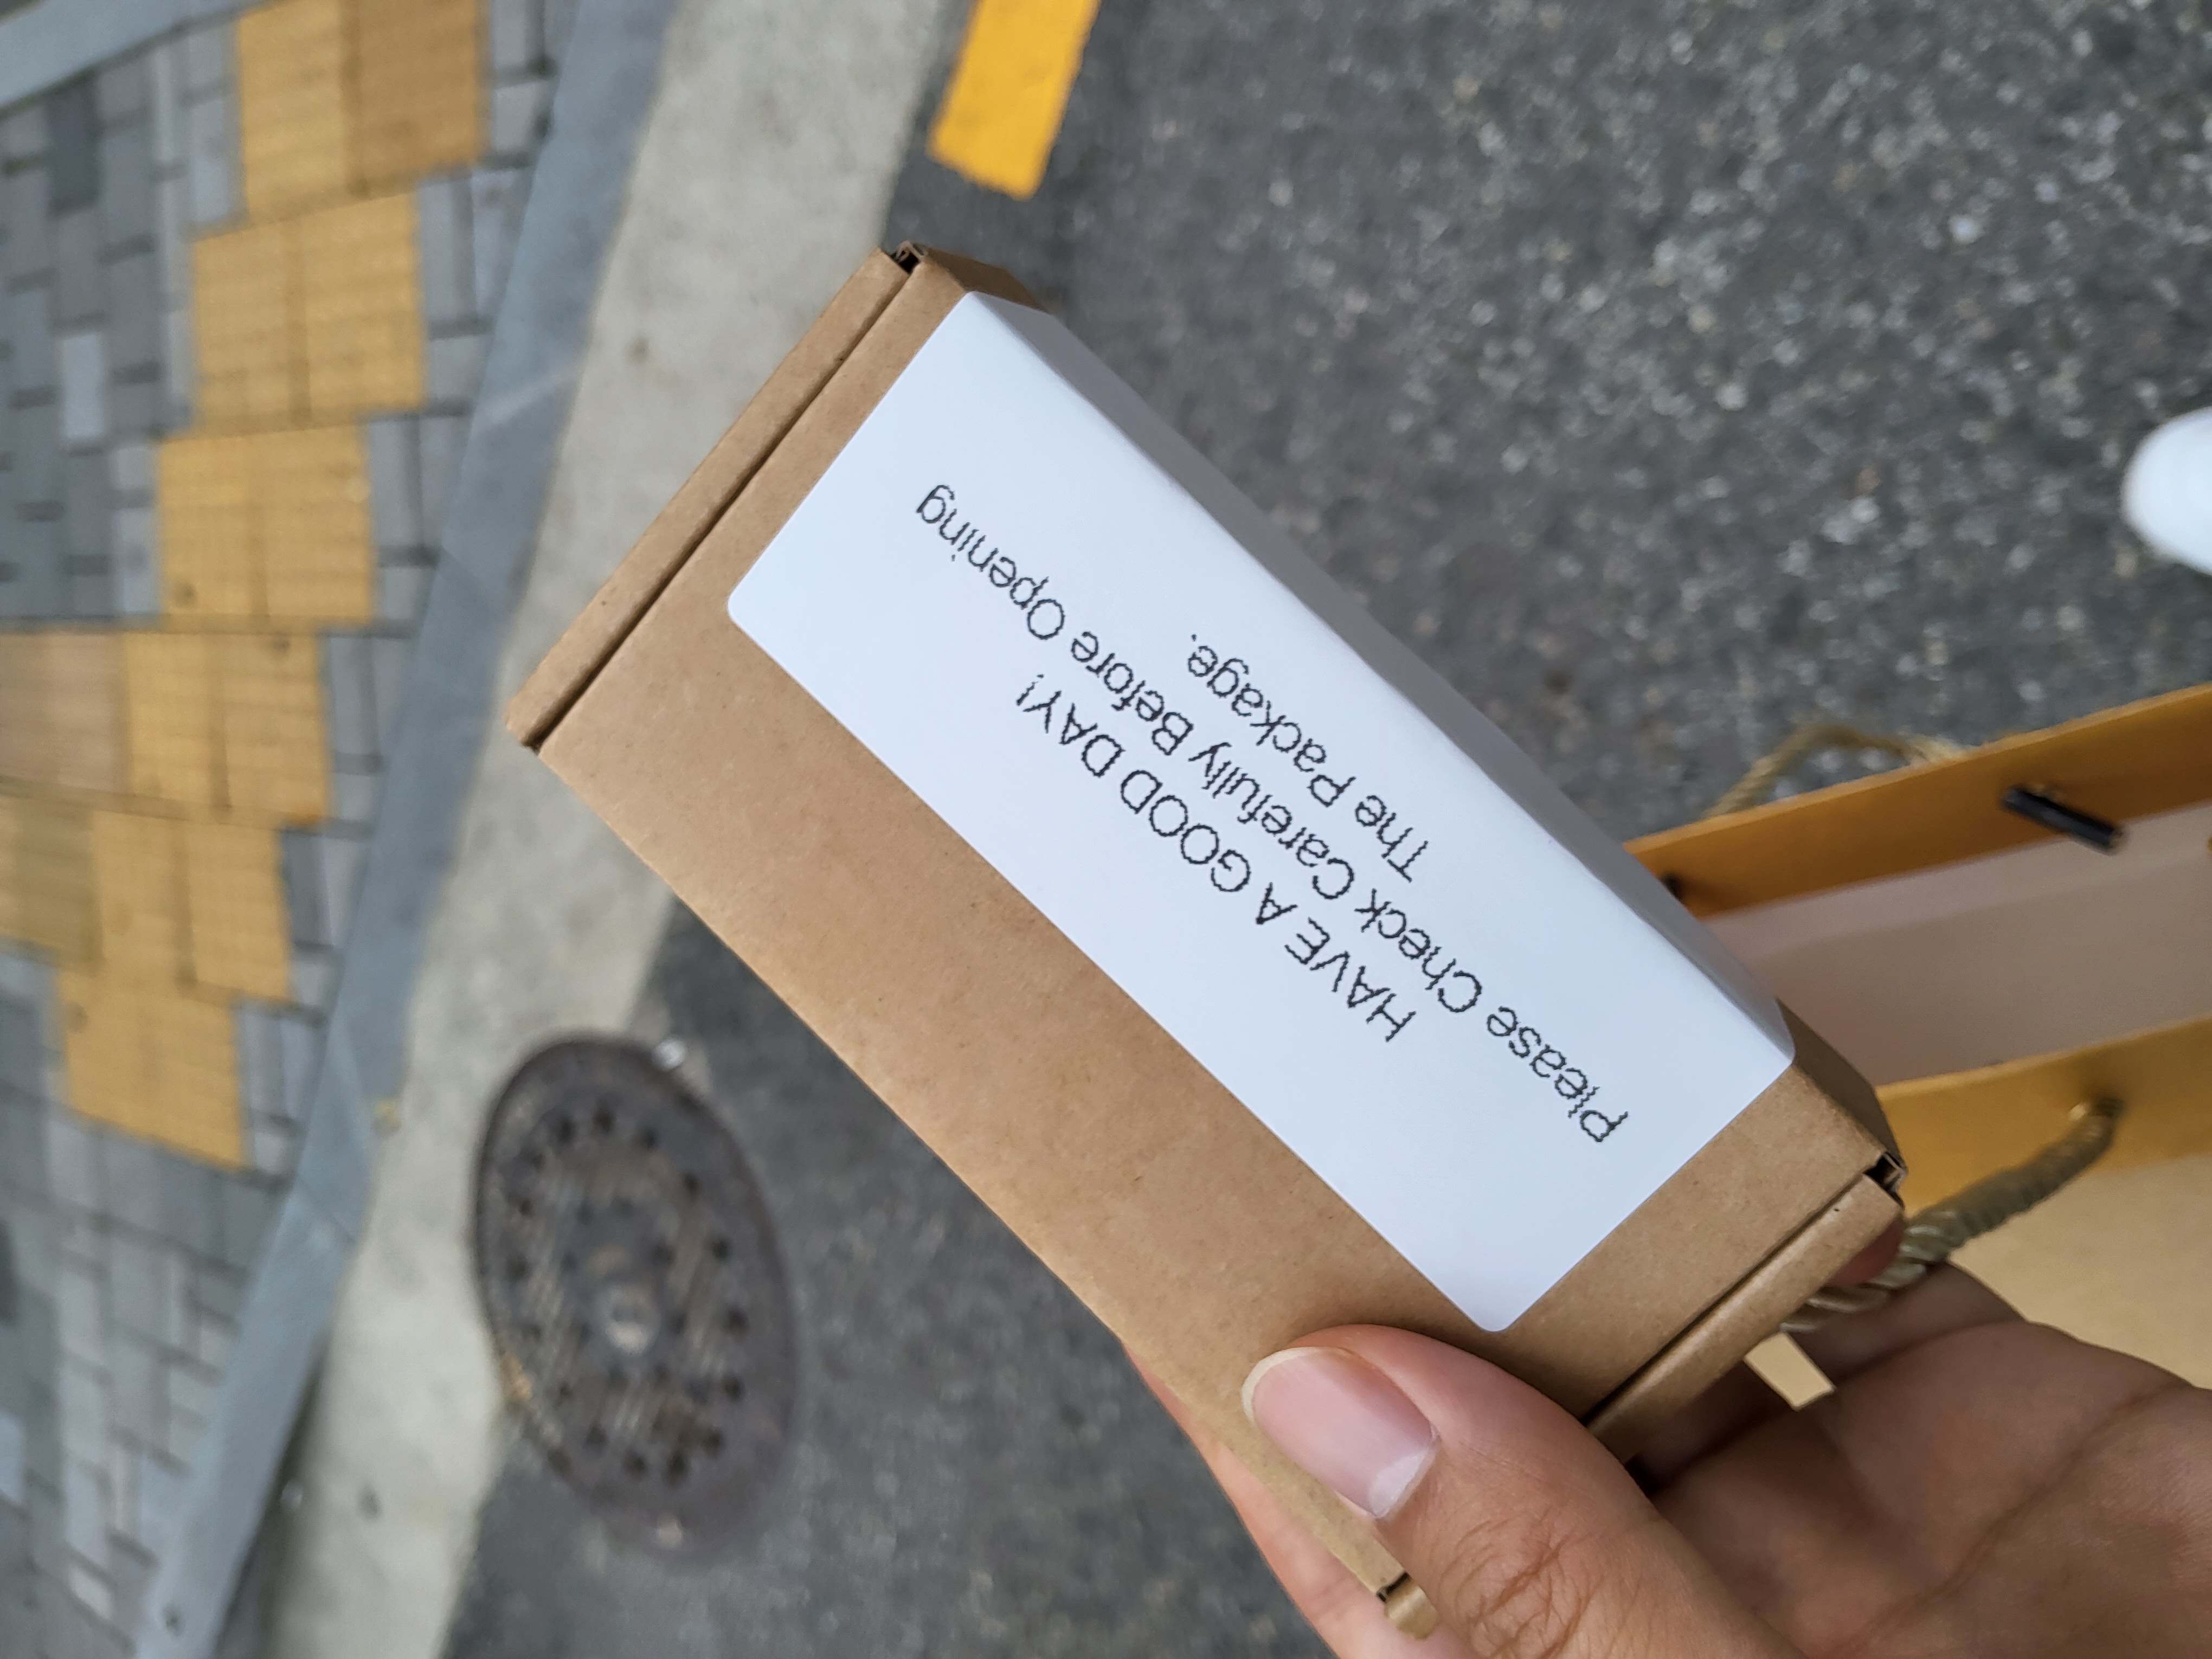 HAVE A GOOD DAY!
Please Check Carefully Before Opening
The Package.